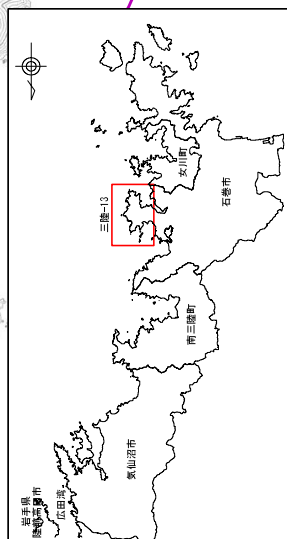 岩手県
陸前高田市
広田湾
気仙沼市
南三陸町
三陸-13
女川町
石巻市